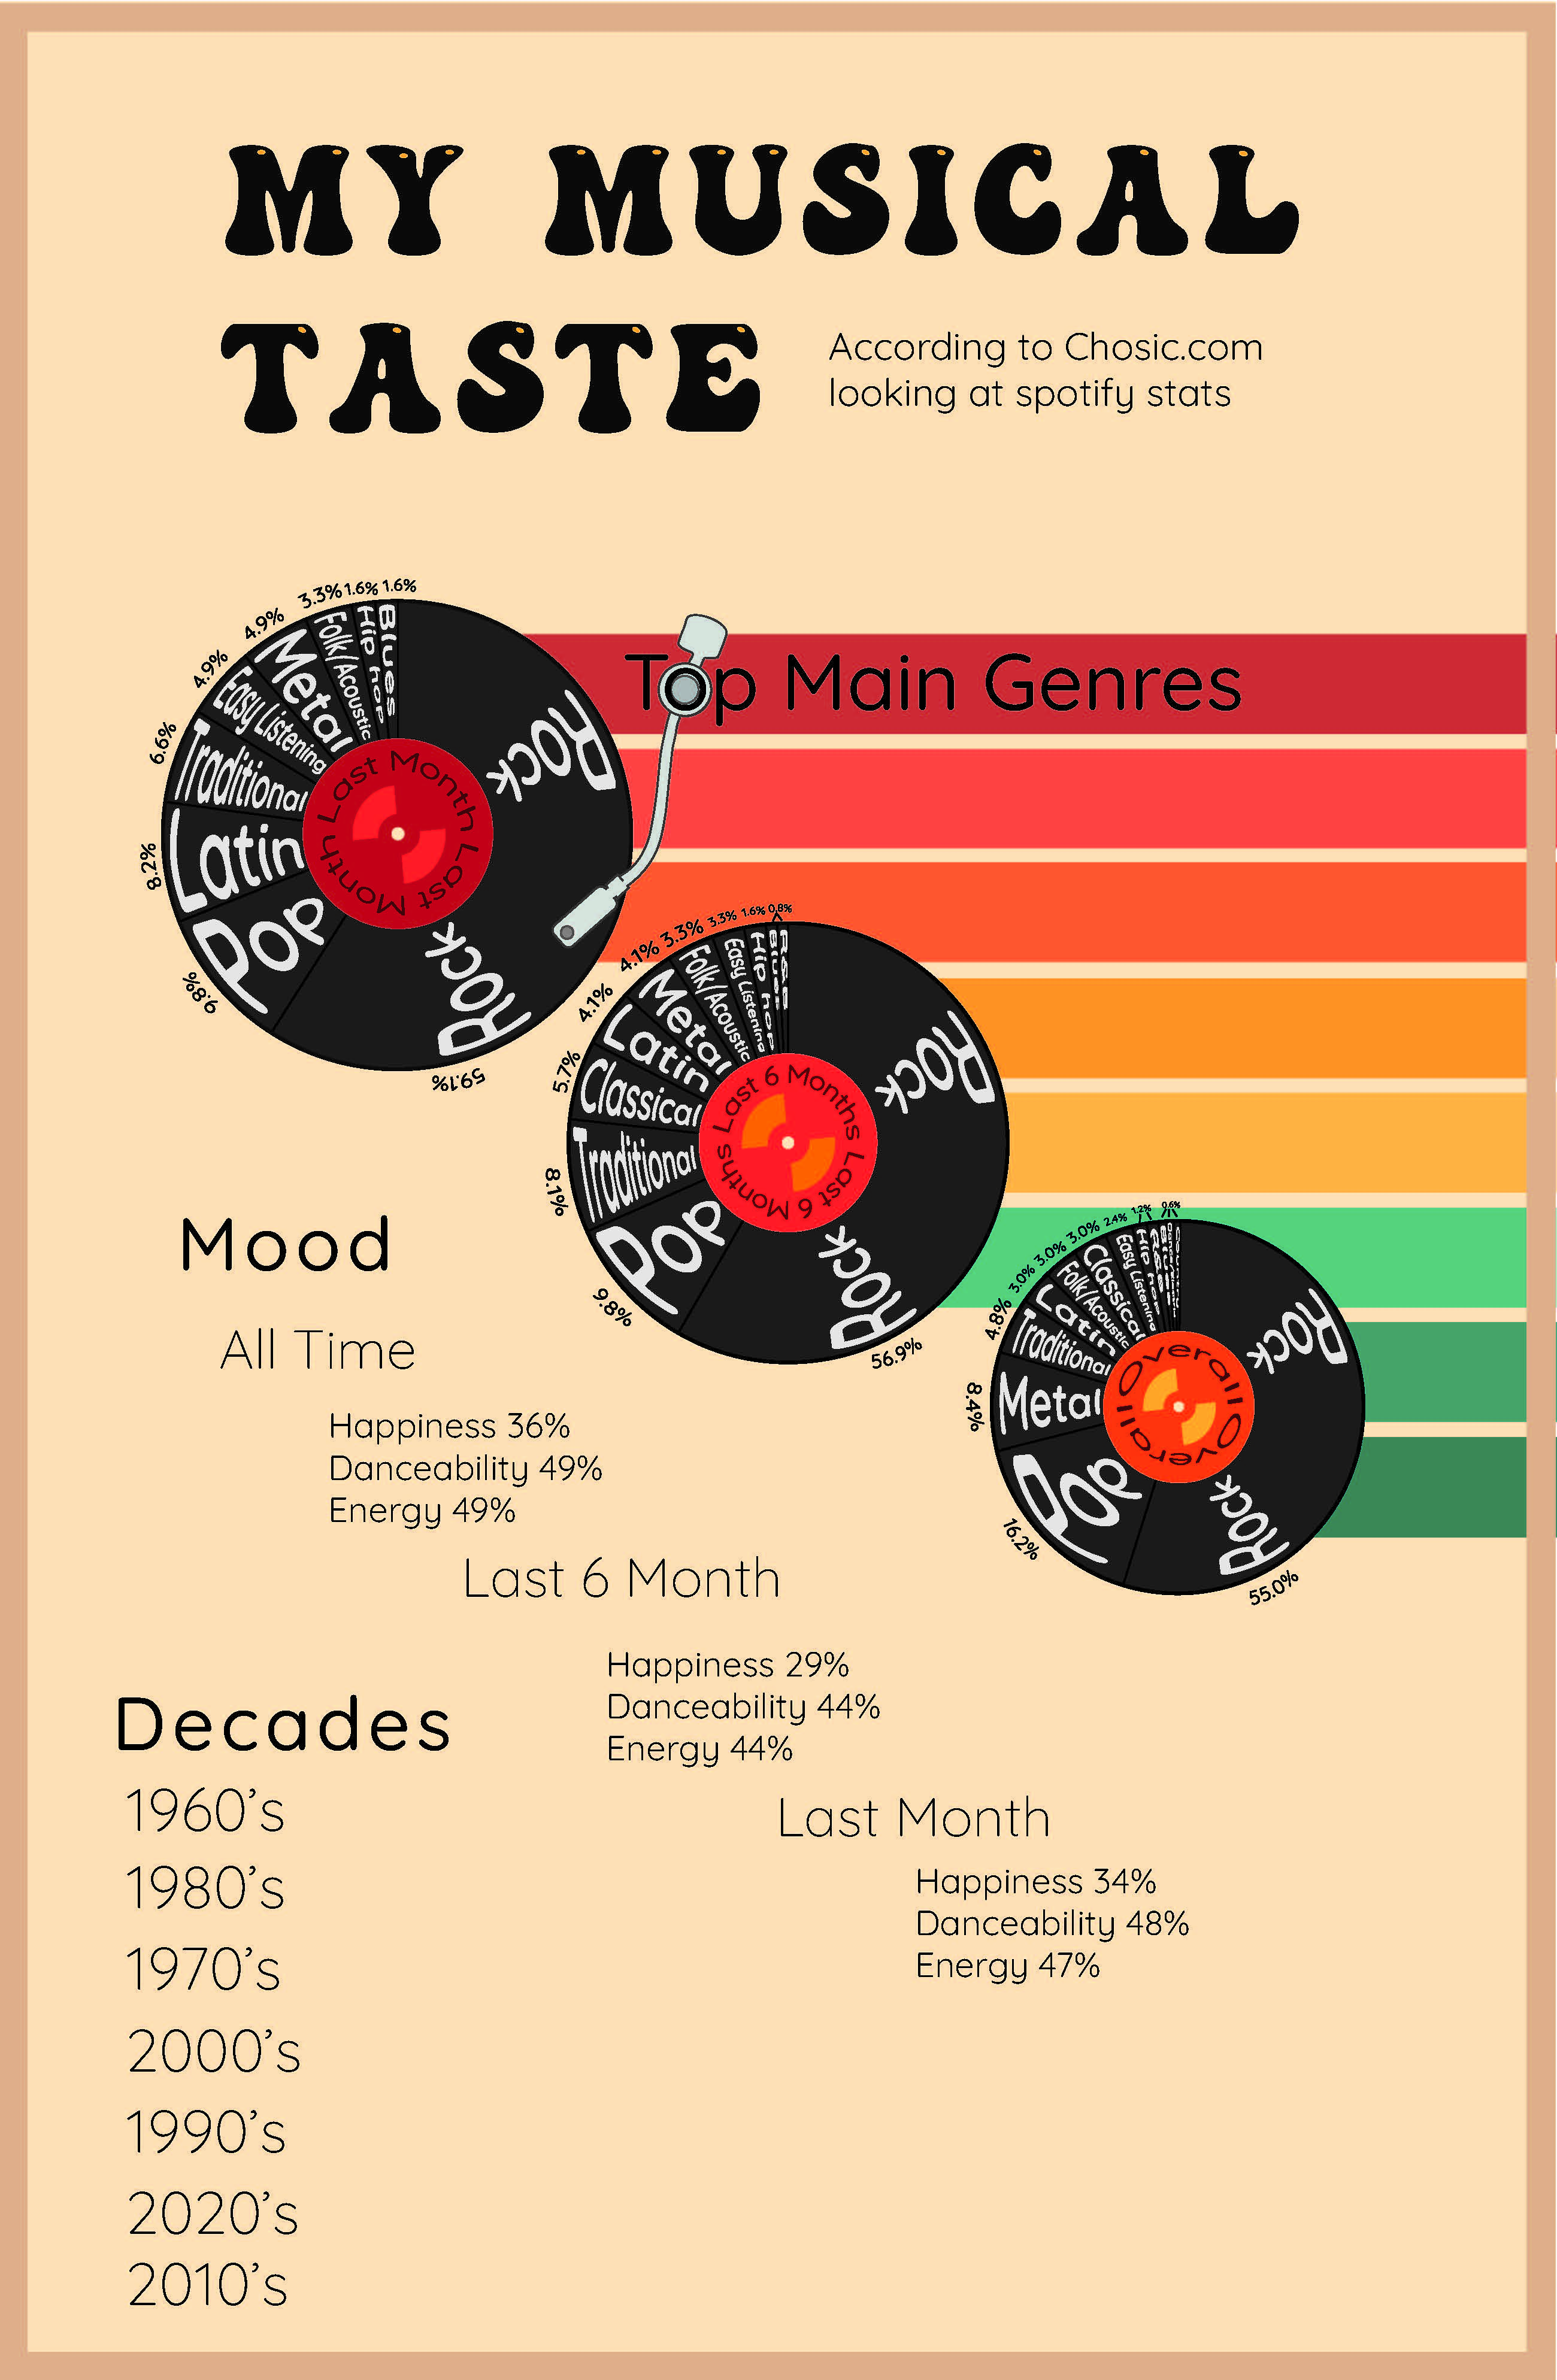 MY MUSICAL
TASTE
According to Chosic.com
looking at spotify stats
Top Main Genres
Last Month Last Month
Rock
Rock
59.1%
Pop
9.8%
Latin
8.2%
Traditional
6.6%
Easy Listening
4.9%
Metal
4.9%
Folk/Acoustic
3.3%
Hip hop
1.6%
Blues
1.6%
Last 6 Months Last 6 Months
Rock
Rock
56.9%
Pop
9.8%
Traditional
8.1%
Classical
5.7%
Latin
4.1%
Metal
4.1%
Folk/Acoustic
3.3%
Easy Listening
3.3%
Hip hop
1.6%
Blues
R&B
0.8%
Overall Overall
Rock
Rock
55.0%
Pop
16.2%
Metal
8.4%
Traditional
4.8%
Latin
3.0%
Folk/Acoustic
3.0%
Classical
3.0%
Easy Listening
2.4%
Hip hop
1.2%
0.6%
Mood
All Time
Happiness 36%
Danceability 49%
Energy 49%
Last 6 Month
Happiness 29%
Danceability 44%
Energy 44%
Last Month
Happiness 34%
Danceability 48%
Energy 47%
Decades
1960's
1980's
1970's
2000's
1990's
2020's
2010's